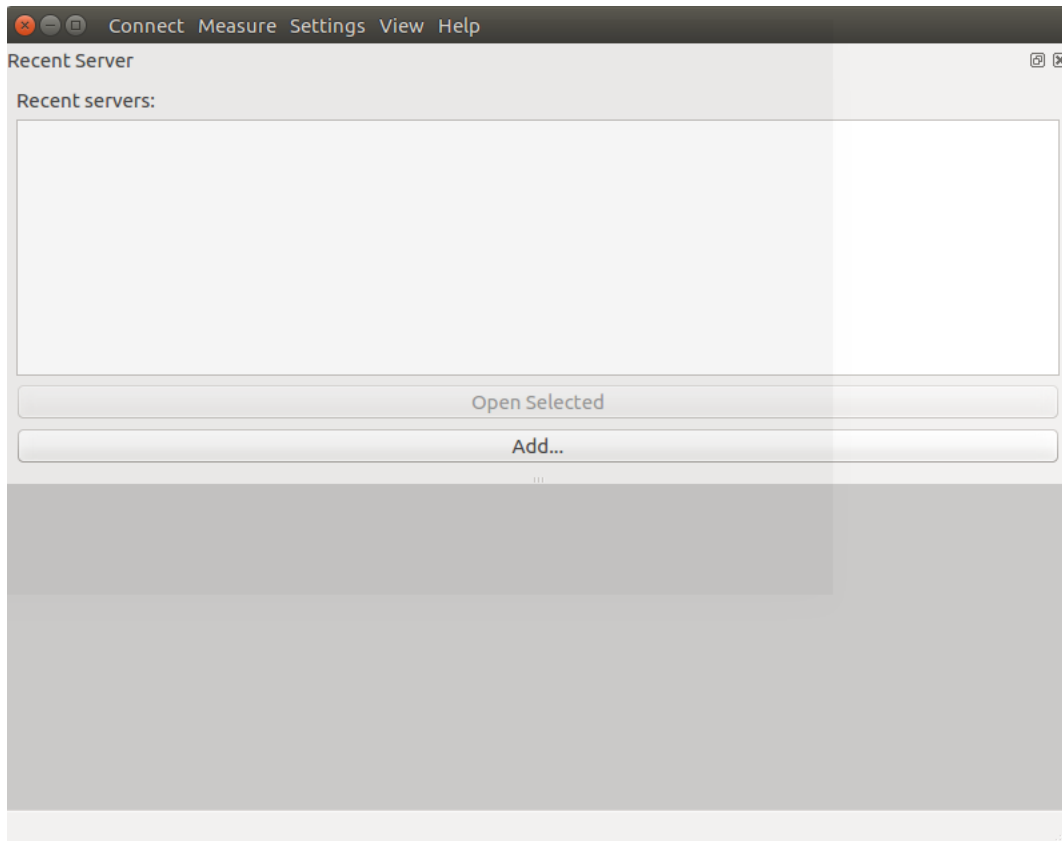 Connect Measure Settings View Help
Recent Server
Recent servers:
Open Selected
Add...